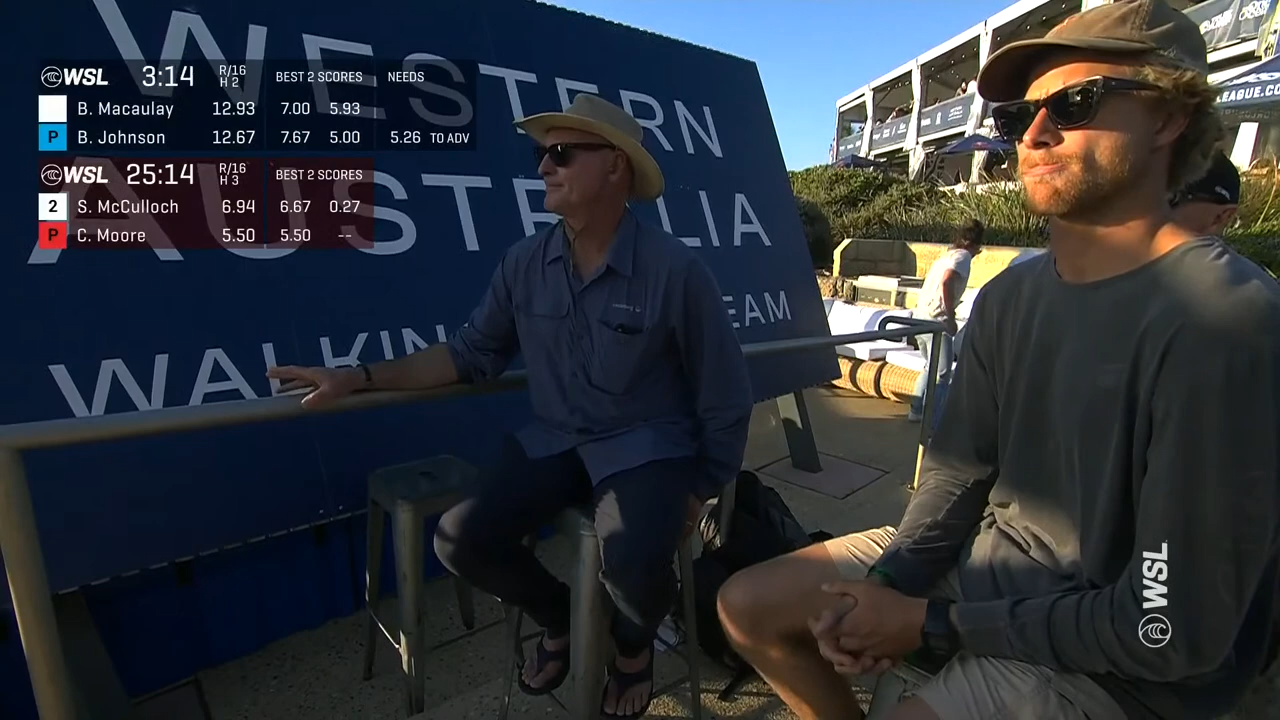 WSL 3:14 R/16 H 2 BEST 2 SCORES NEEDS
B. Macaulay 12.93 7.00 5.93
P B. Johnson 12.67 7.67 5.00 5.26 TO ADV
WSL 25:14 R/16 H 3 BEST 2 SCORES
2 S. McCulloch 6.94 6.67 0.27
P C. Moore 5.50 5.50 --
WESTERN
AUSTRALIA
WALKIN EAM
LEAGUE.CO
WSL